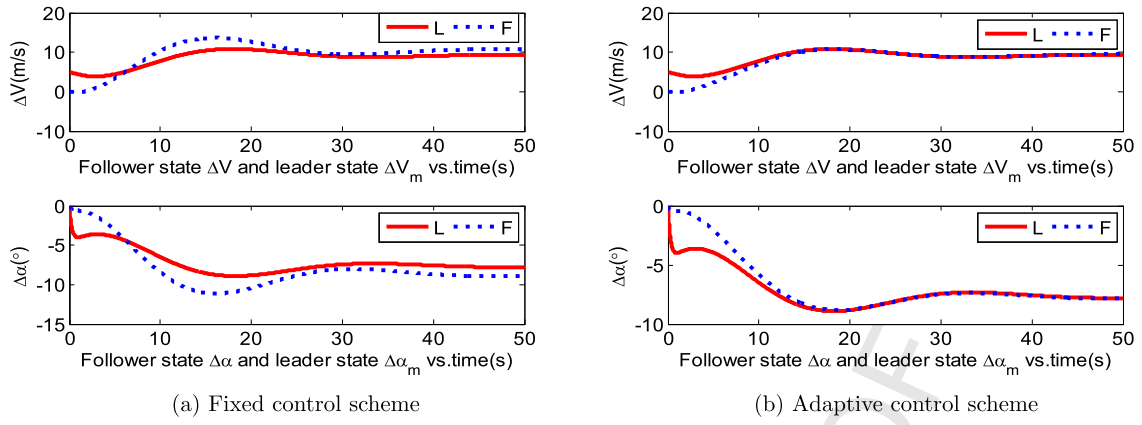 20
10
0
-10
ΔV(m/s)
L F
0 10 20 30 40 50
Follower state ΔV and leader state ΔVm vs.time(s)
0
-5
-10
-15
Δα(°)
L F
0 10 20 30 40 50
Follower state Δα and leader state Δαm vs.time(s)
(a) Fixed control scheme
20
10
0
-10
ΔV(m/s)
L F
0 10 20 30 40 50
Follower state ΔV and leader state ΔVm vs.time(s)
0
-5
-10
Δα(°)
L F
0 10 20 30 40 50
Follower state Δα and leader state Δαm vs.time(s)
(b) Adaptive control scheme